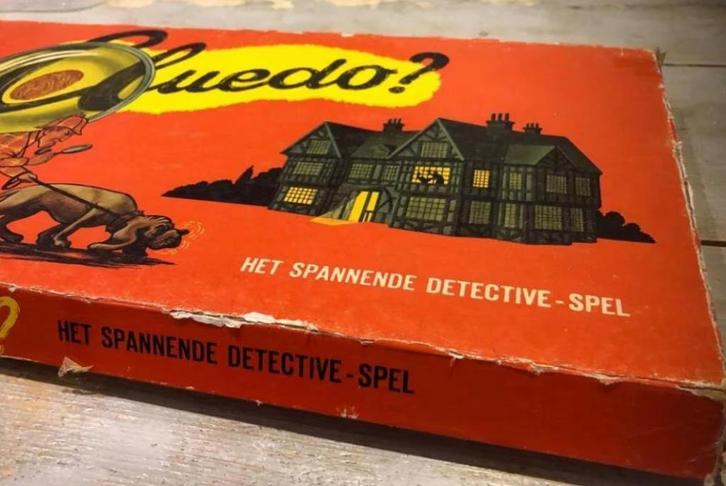 Cluedo?
HET SPANNENDE DETECTIVE-SPEL
?
HET SPANNENDE DETECTIVE-SPEL